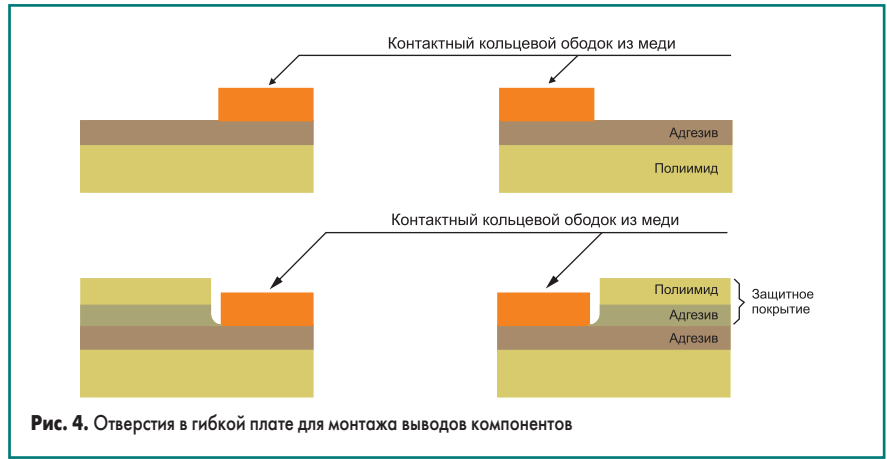 Контактный кольцевой ободок из меди
Адгезив
Полиимид
Контактный кольцевой ободок из меди
Полиимид
Адгезив
Защитное
покрытие
Адгезив
Рис. 4. Отверстия в гибкой плате для монтажа выводов компонентов